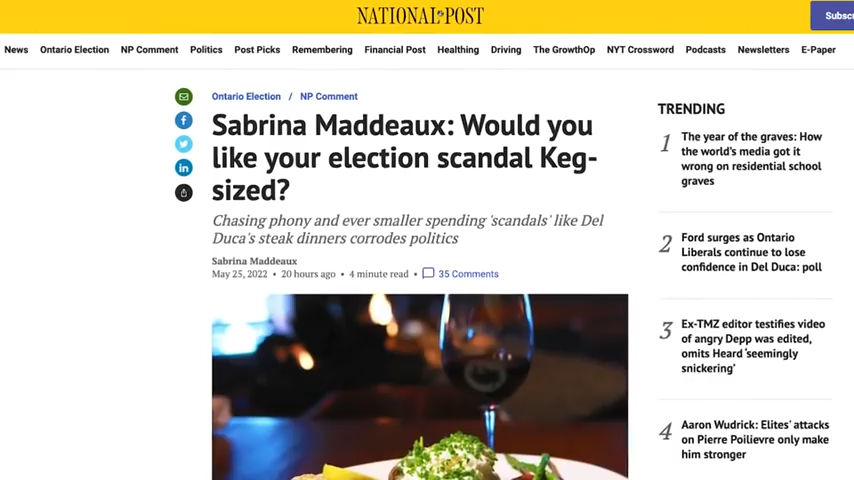 NATIONAL POST
Subscr
News Ontario Election NP Comment Politics Post Picks Remembering Financial Post Healthing Driving The GrowthOp NYT Crossword Podcasts Newsletters E-Paper
Ontario Election / NP Comment
Sabrina Maddeaux: Would you
like your election scandal Keg-
sized?
Chasing phony and ever smaller spending 'scandals' like Del
Duca's steak dinners corrodes politics
Sabrina Maddeaux
May 25, 2022 • 20 hours ago • 4 minute read • 35 Comments
TRENDING
1
The year of the graves: How
the world's media got it
wrong on residential school
graves
2
Ford surges as Ontario
Liberals continue to lose
confidence in Del Duca: poll
3
Ex-TMZ editor testifies video
of angry Depp was edited,
omits Heard 'seemingly
snickering'
4
Aaron Wudrick: Elites' attacks
on Pierre Poilievre only make
him stronger